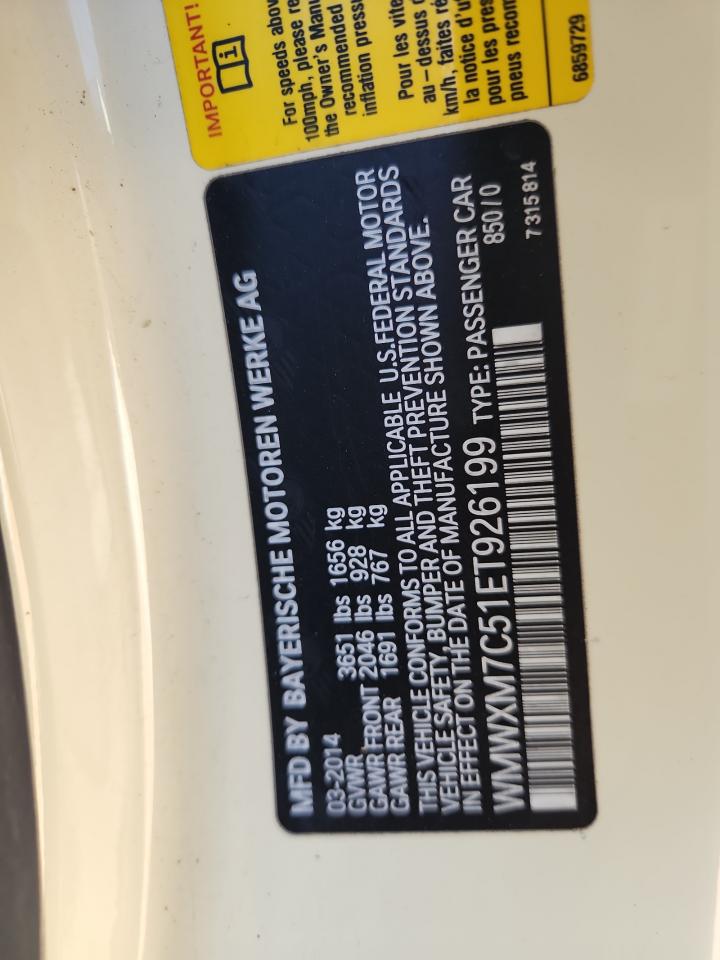 MFD BY BAYERISCHE MOTOREN WERKE AG
03-2014
GVWR 3651 lbs 1656 kg
GAWR FRONT 2046 lbs 928 kg
GAWR REAR 1691 lbs 767 kg
THIS VEHICLE CONFORMS TO ALL APPLICABLE U.S.FEDERAL MOTOR
VEHICLE SAFETY, BUMPER AND THEFT PREVENTION STANDARDS
IN EFFECT ON THE DATE OF MANUFACTURE SHOWN ABOVE.
WMWXM7C51ET926199 TYPE: PASSENGER CAR
850/0
7315814
IMPORTANT!
For speeds abov
100mph, please re
the Owner's Manu
recommended
inflation pressu
Pour les vite
au-dessus d
km/h, faites ré
la notice d'ut
pour les pres
pneus recom
6859729